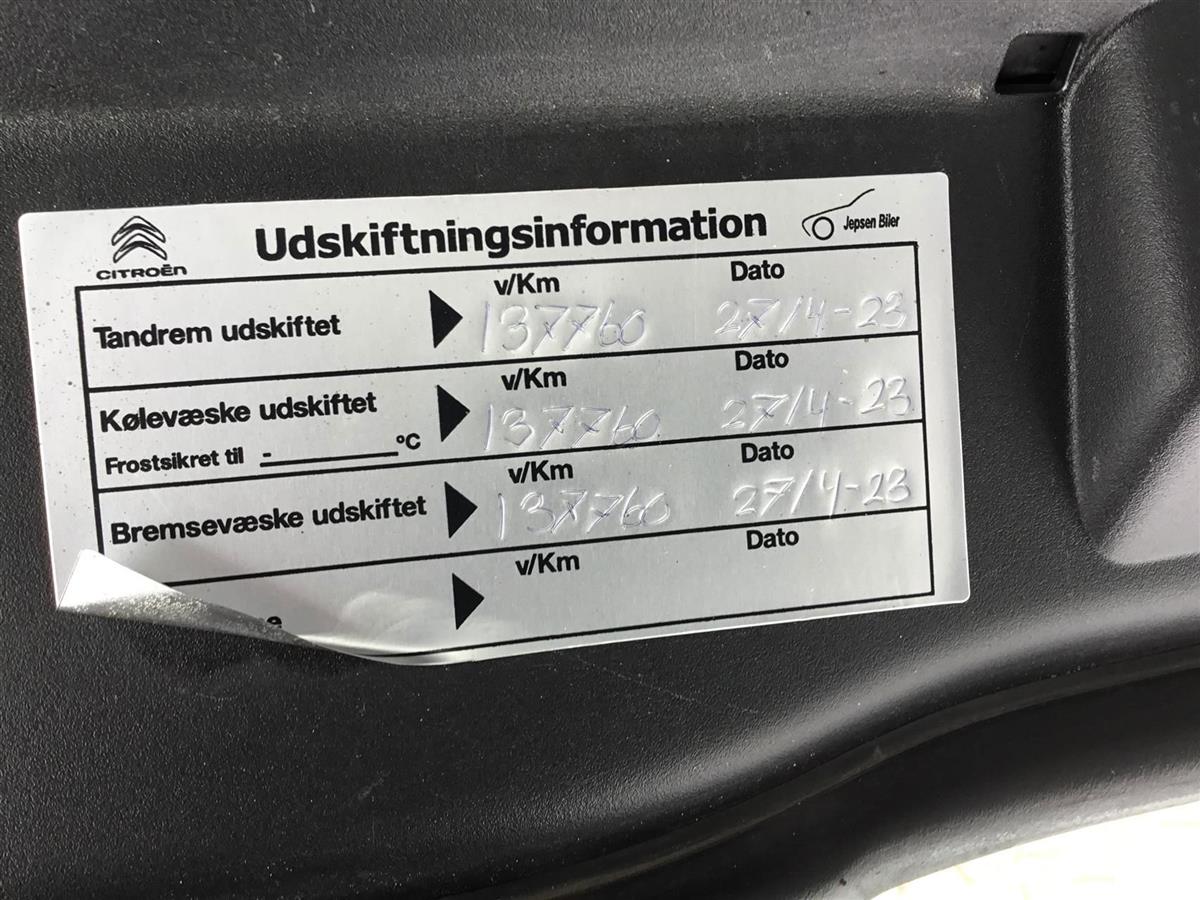 CITROËN
Udskiftningsinformation
Jepsen Biler
v/Km Dato
Tandrem udskiftet 137760 27/4-23
v/Km Dato
Kølevæske udskiftet 137760 27/4-23
Frostsikret til - °C
v/Km Dato
Bremsevæske udskiftet 137760 27/4-23
v/Km Dato